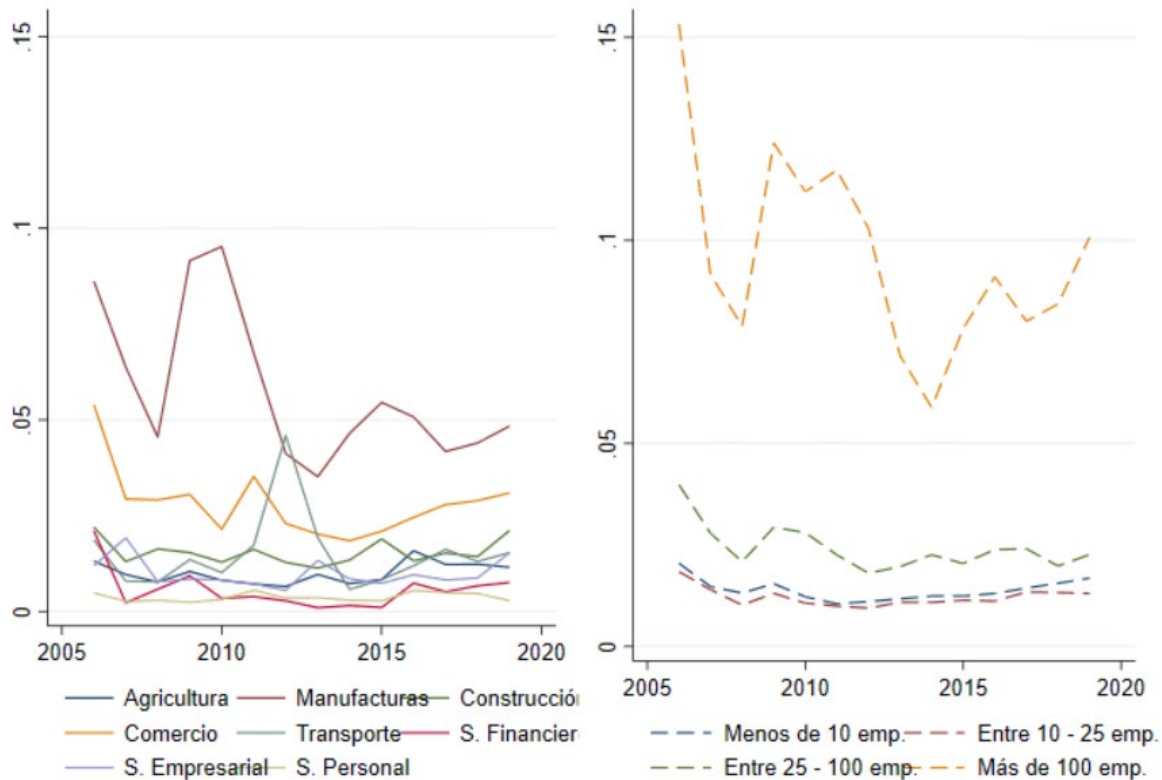 .15
.1
.05
0
2005 2010 2015 2020
Agricultura Manufacturas Construcción
Comercio Transporte S. Financier
S. Empresarial S. Personal
.15
.1
.05
0
2005 2010 2015 2020
Menos de 10 emp. Entre 10 - 25 emp.
Entre 25 - 100 emp. Más de 100 emp.